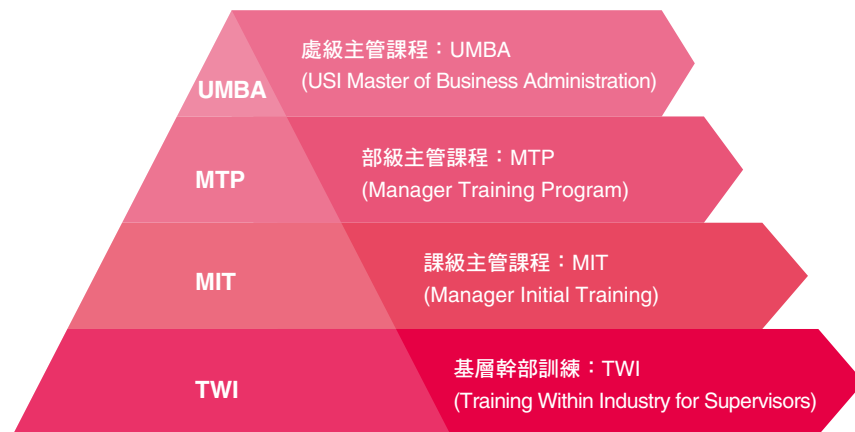 UMBA
處級主管課程：UMBA
(USI Master of Business Administration)
MTP
部級主管課程：MTP
(Manager Training Program)
MIT
課級主管課程：MIT
(Manager Initial Training)
TWI
基層幹部訓練：TWI
(Training Within Industry for Supervisors)